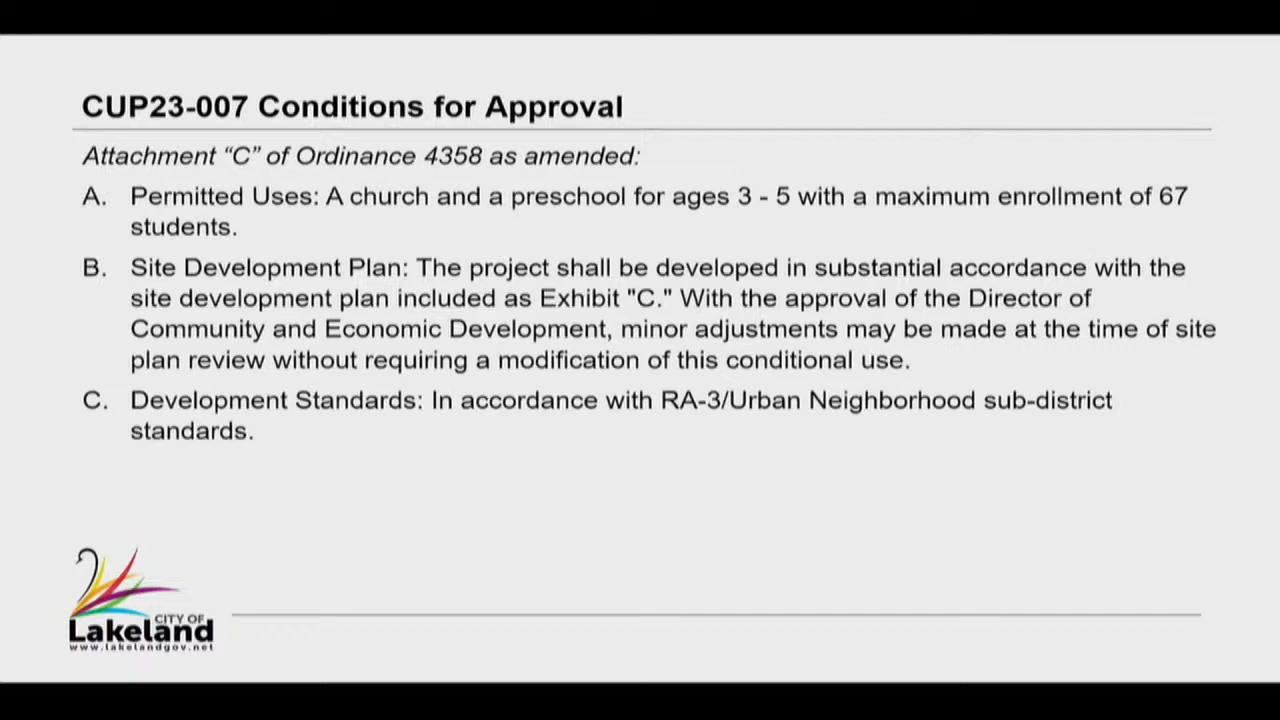 CUP23-007 Conditions for Approval
Attachment “C” of Ordinance 4358 as amended:
A. Permitted Uses: A church and a preschool for ages 3 - 5 with a maximum enrollment of 67
students.
B. Site Development Plan: The project shall be developed in substantial accordance with the
site development plan included as Exhibit "C." With the approval of the Director of
Community and Economic Development, minor adjustments may be made at the time of site
plan review without requiring a modification of this conditional use.
C. Development Standards: In accordance with RA-3/Urban Neighborhood sub-district
standards.
CITY OF
Lakeland
www.lakelandgov.net